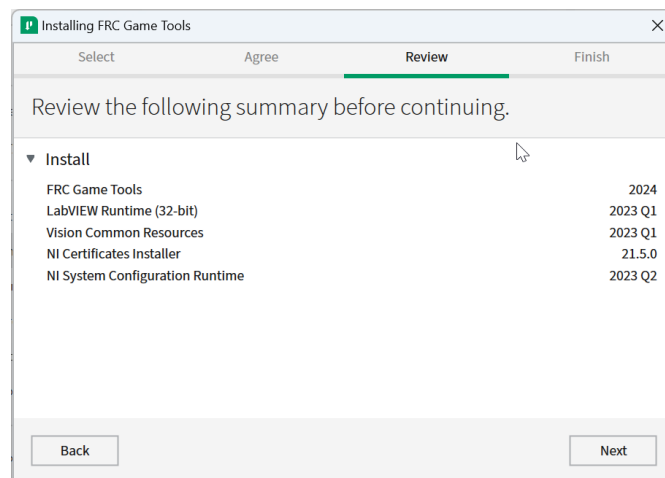 Installing FRC Game Tools
Select Agree Review Finish
Review the following summary before continuing.
Install
FRC Game Tools 2024
LabVIEW Runtime (32-bit) 2023 Q1
Vision Common Resources 2023 Q1
NI Certificates Installer 21.5.0
NI System Configuration Runtime 2023 Q2
Back Next